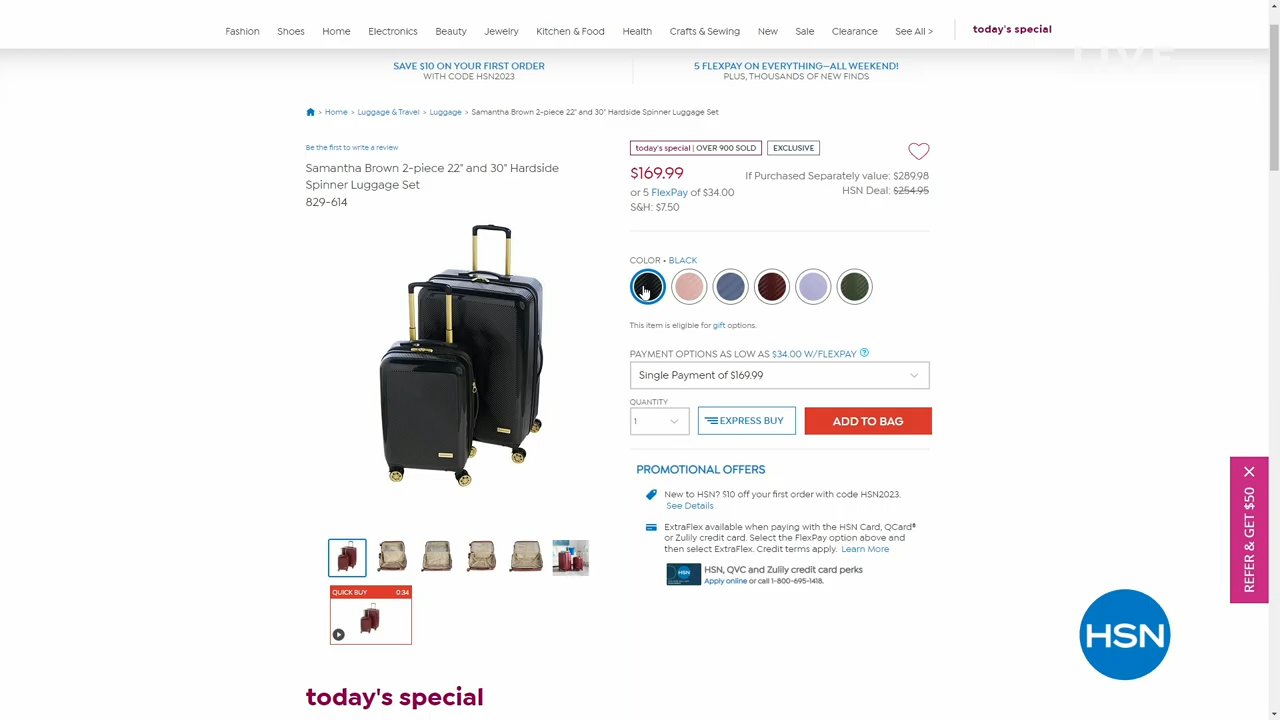 Fashion Shoes Home Electronics Beauty Jewelry Kitchen & Food Health Crafts & Sewing New Sale Clearance See All > today's special
LIVE
SAVE $10 ON YOUR FIRST ORDER
WITH CODE HSN2023
5 FLEXPAY ON EVERYTHING—ALL WEEKEND!
PLUS, THOUSANDS OF NEW FINDS
> Home > Luggage & Travel > Luggage > Samantha Brown 2-piece 22" and 30" Hardside Spinner Luggage Set
Be the first to write a review
Samantha Brown 2-piece 22" and 30" Hardside
Spinner Luggage Set
829-614
today's special | OVER 900 SOLD EXCLUSIVE
$169.99
or 5 FlexPay of $34.00
S&H: $7.50
If Purchased Separately value: $289.98
HSN Deal: $254.95
COLOR • BLACK
This item is eligible for gift options.
PAYMENT OPTIONS AS LOW AS $34.00 W/FLEXPAY ?
Single Payment of $169.99
QUANTITY
1
EXPRESS BUY
ADD TO BAG
PROMOTIONAL OFFERS
New to HSN? $10 off your first order with code HSN2023.
See Details
ExtraFlex available when paying with the HSN Card, QCard®
or Zulily credit card. Select the FlexPay option above and
then select ExtraFlex. Credit terms apply. Learn More
HSN
HSN, QVC and Zulily credit card perks
Apply online or call 1-800-695-1418.
QUICK BUY 0:34
REFER & GET $50 ✕
HSN
today's special